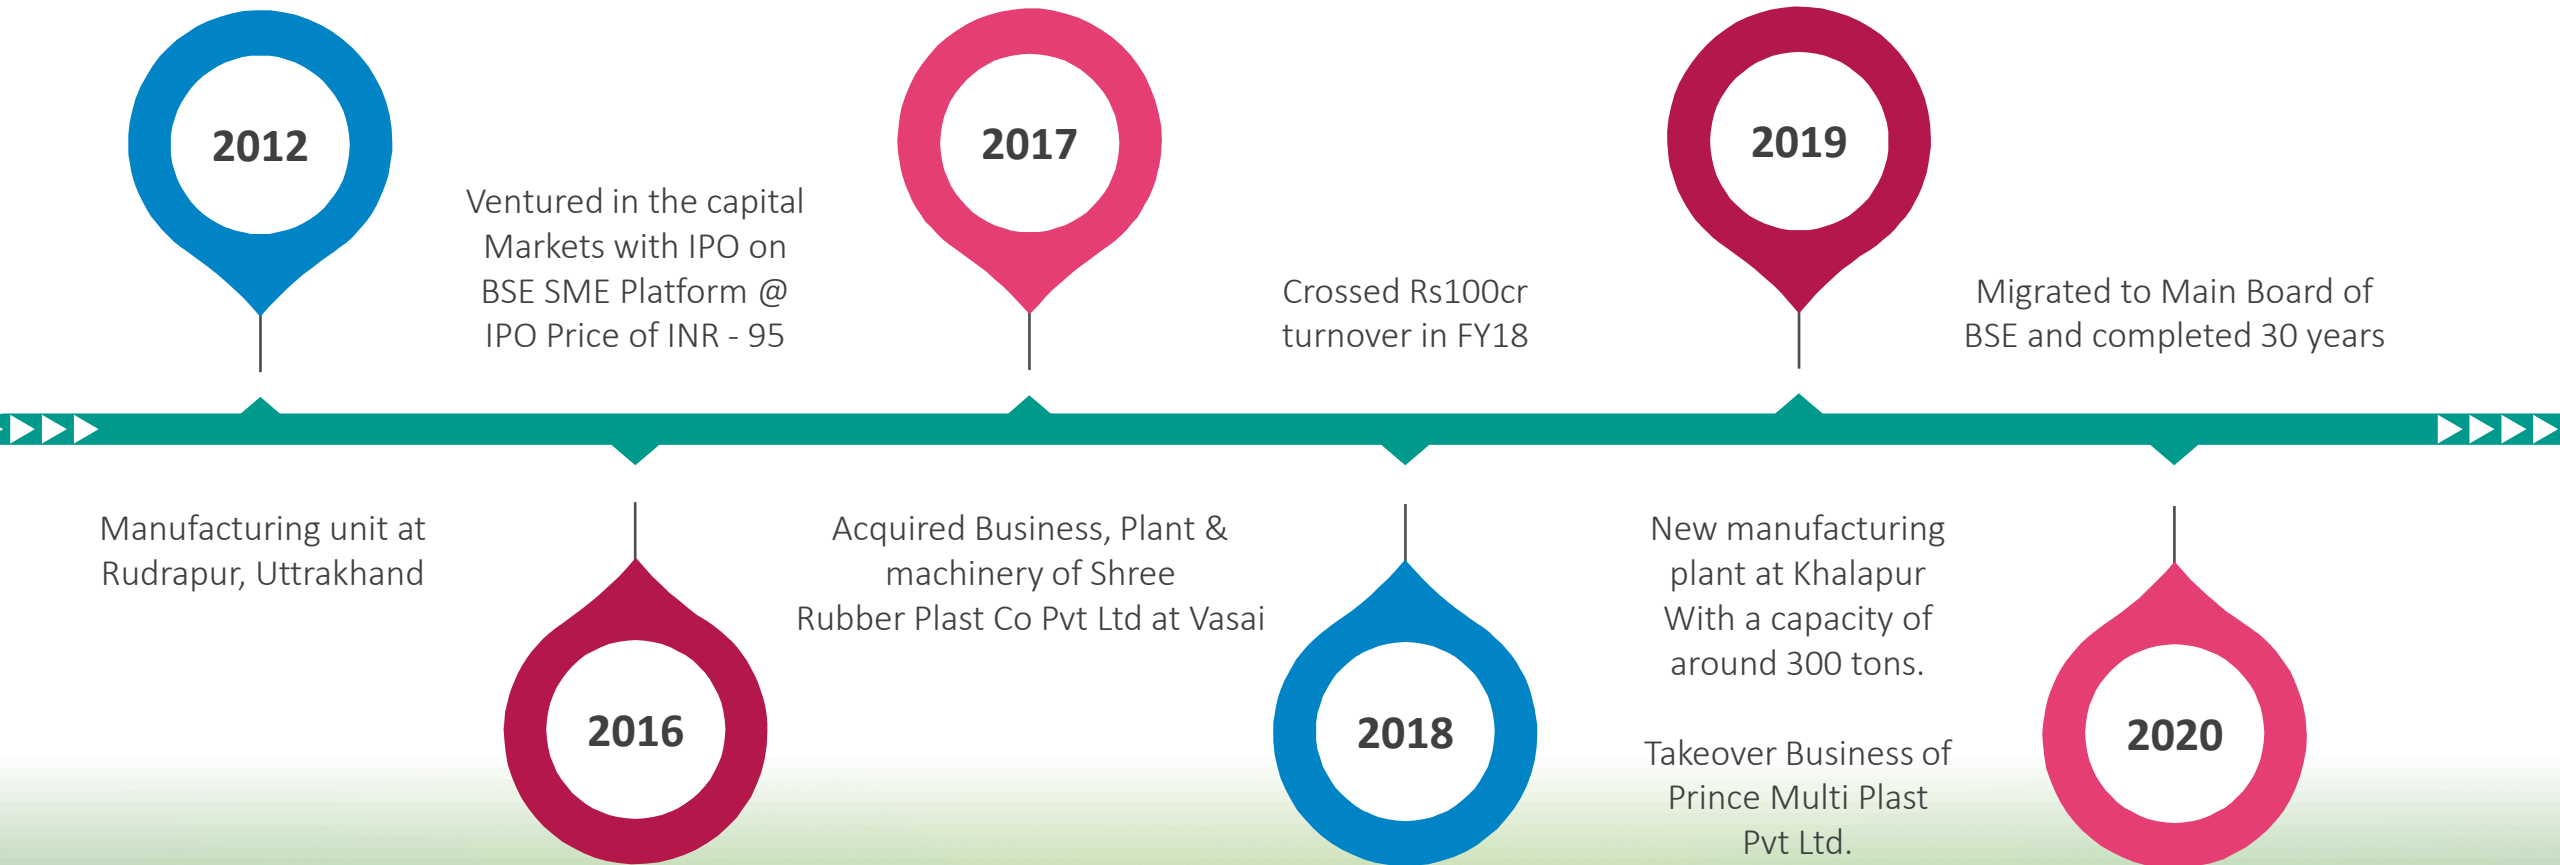 2012
Manufacturing unit at
Rudrapur, Uttrakhand
Ventured in the capital
Markets with IPO on
BSE SME Platform @
IPO Price of INR - 95
2016
2017
Acquired Business, Plant &
machinery of Shree
Rubber Plast Co Pvt Ltd at Vasai
Crossed Rs100cr
turnover in FY18
2018
2019
New manufacturing
plant at Khalapur
With a capacity of
around 300 tons.
Takeover Business of
Prince Multi Plast
Pvt Ltd.
Migrated to Main Board of
BSE and completed 30 years
2020